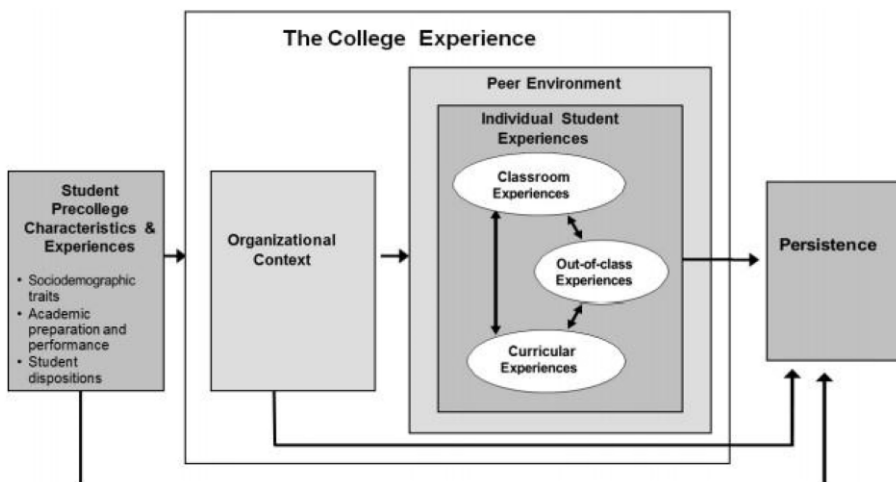 The College Experience
Peer Environment
Individual Student
Experiences
Classroom
Experiences
Out-of-class
Experiences
Curricular
Experiences
Student
Precollege
Characteristics &
Experiences
• Sociodemographic
traits
• Academic
preparation and
performance
• Student
dispositions
Organizational
Context
Persistence